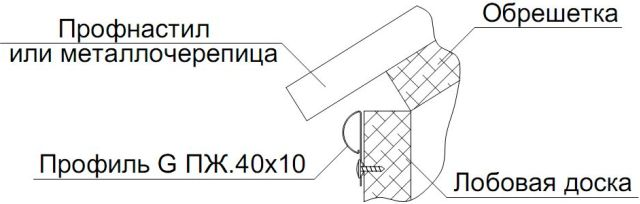 Профнастил
или металлочерепица
Обрешетка
Профиль G ПЖ.40х10
Лобовая доска